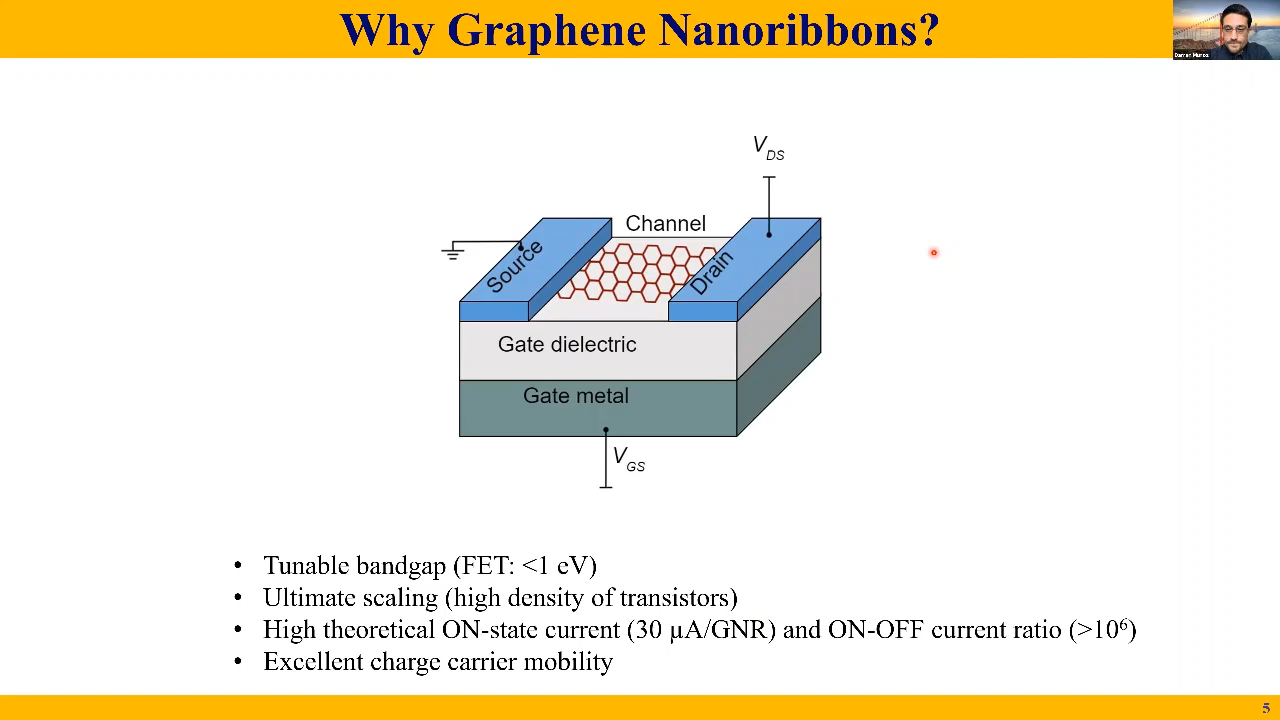 Why Graphene Nanoribbons?
V_DS
Channel
Source
Drain
Gate dielectric
Gate metal
V_GS
• Tunable bandgap (FET: <1 eV)
• Ultimate scaling (high density of transistors)
• High theoretical ON-state current (30 µA/GNR) and ON-OFF current ratio (>10⁶)
• Excellent charge carrier mobility
5